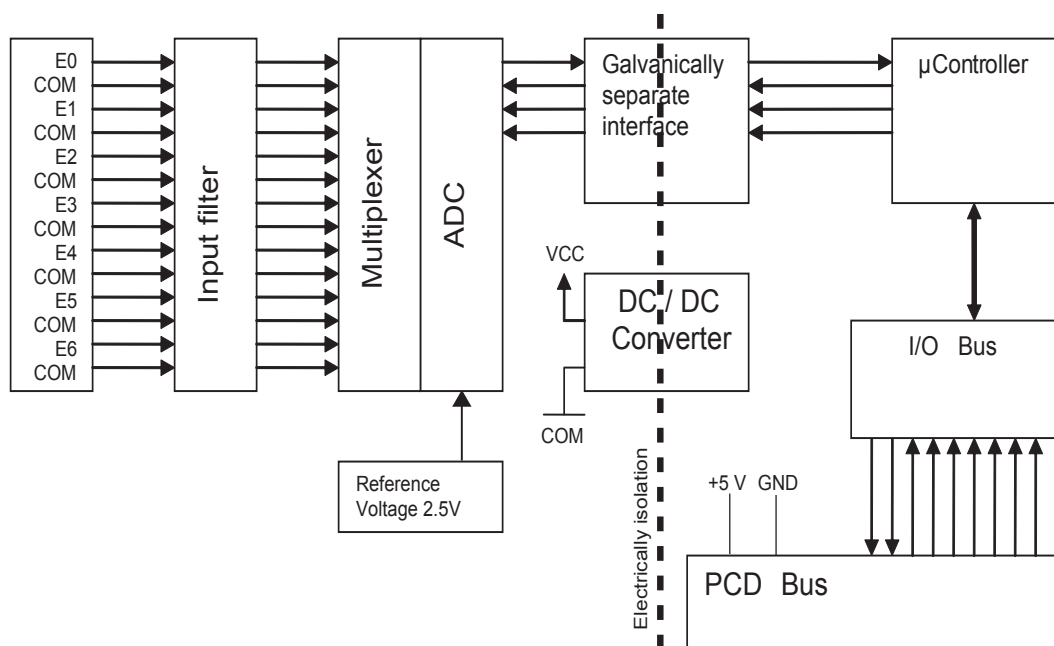 E0
COM
E1
COM
E2
COM
E3
COM
E4
COM
E5
COM
E6
COM
Input filter
Multiplexer
ADC
Reference
Voltage 2.5V
Galvanically
separate
interface
µController
VCC
DC / DC
Converter
COM
I/O Bus
Electrically isolation
+5 V GND
PCD Bus